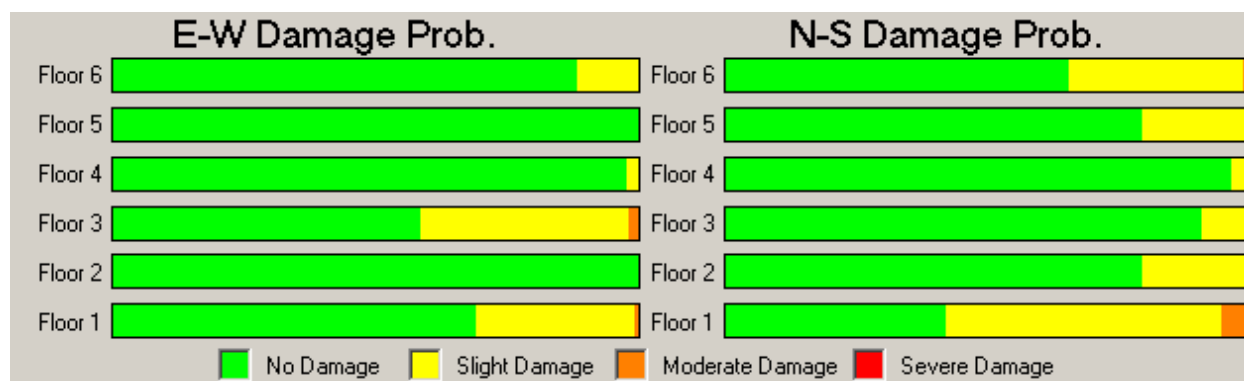 E-W Damage Prob. N-S Damage Prob.
Floor 6 Floor 6
Floor 5 Floor 5
Floor 4 Floor 4
Floor 3 Floor 3
Floor 2 Floor 2
Floor 1 Floor 1
No Damage Slight Damage Moderate Damage Severe Damage